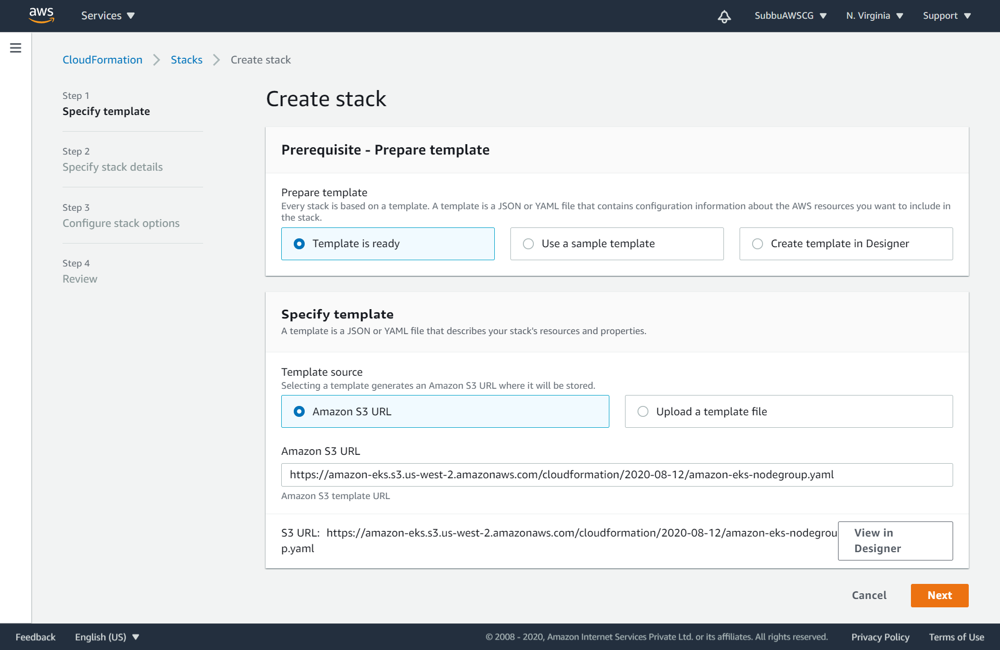 aws
Services
SubbuAWSCG
N. Virginia
Support
CloudFormation
Stacks
Create stack
Step 1
Specify template
Step 2
Specify stack details
Step 3
Configure stack options
Step 4
Review
Create stack
Prerequisite - Prepare template
Prepare template
Every stack is based on a template. A template is a JSON or YAML file that contains configuration information about the AWS resources you want to include in
the stack.
Template is ready
Use a sample template
Create template in Designer
Specify template
A template is a JSON or YAML file that describes your stack's resources and properties.
Template source
Selecting a template generates an Amazon S3 URL where it will be stored.
Amazon S3 URL
Upload a template file
Amazon S3 URL
https://amazon-eks.s3.us-west-2.amazonaws.com/cloudformation/2020-08-12/amazon-eks-nodegroup.yaml
Amazon S3 template URL
S3 URL: https://amazon-eks.s3.us-west-2.amazonaws.com/cloudformation/2020-08-12/amazon-eks-nodegrou
p.yaml
View in
Designer
Cancel
Next
Feedback
English (US)
© 2008 - 2020, Amazon Internet Services Private Ltd. or its affiliates. All rights reserved.
Privacy Policy
Terms of Use